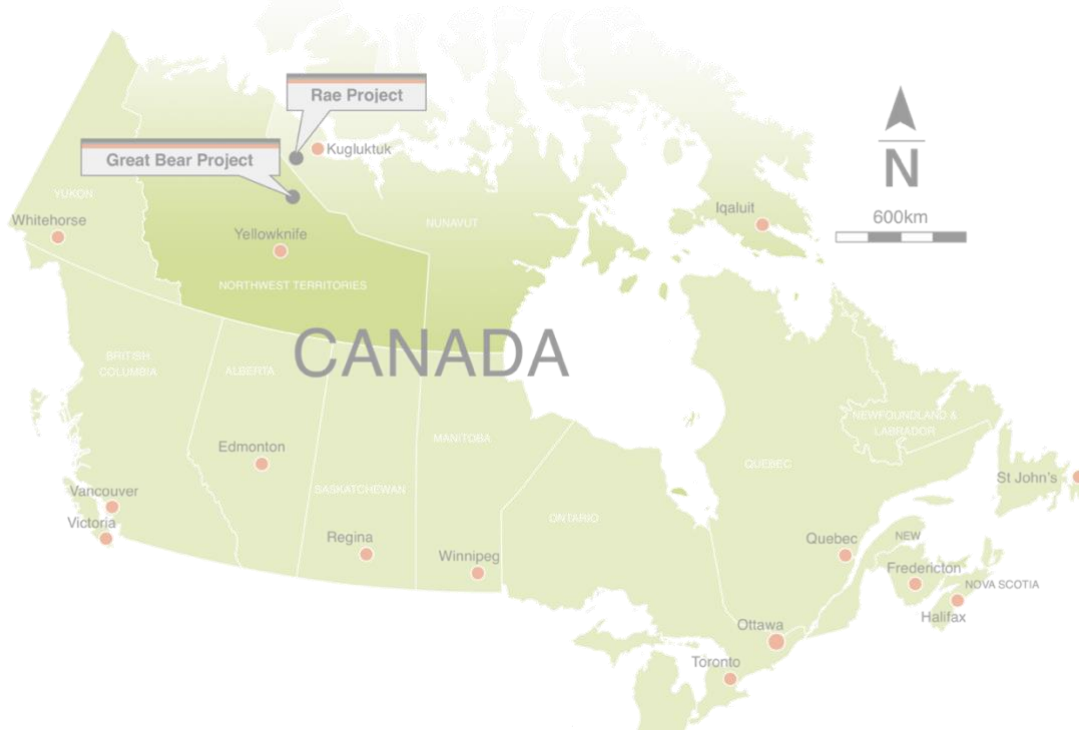 Rae Project
Kugluktuk
Great Bear Project
N
YUKON
Whitehorse
Iqaluit
600km
NUNAVUT
Yellowknife
NORTHWEST TERRITORIES
CANADA
BRITISH
COLUMBIA
ALBERTA
NEWFOUNDLAND &
LABRADOR
MANITOBA
Edmonton
QUEBEC
St John's
SASKATCHEWAN
Vancouver
Victoria
ONTARIO
Regina
Winnipeg
Quebec
NEW
Fredericton
NOVA SCOTIA
Halifax
Ottawa
Toronto